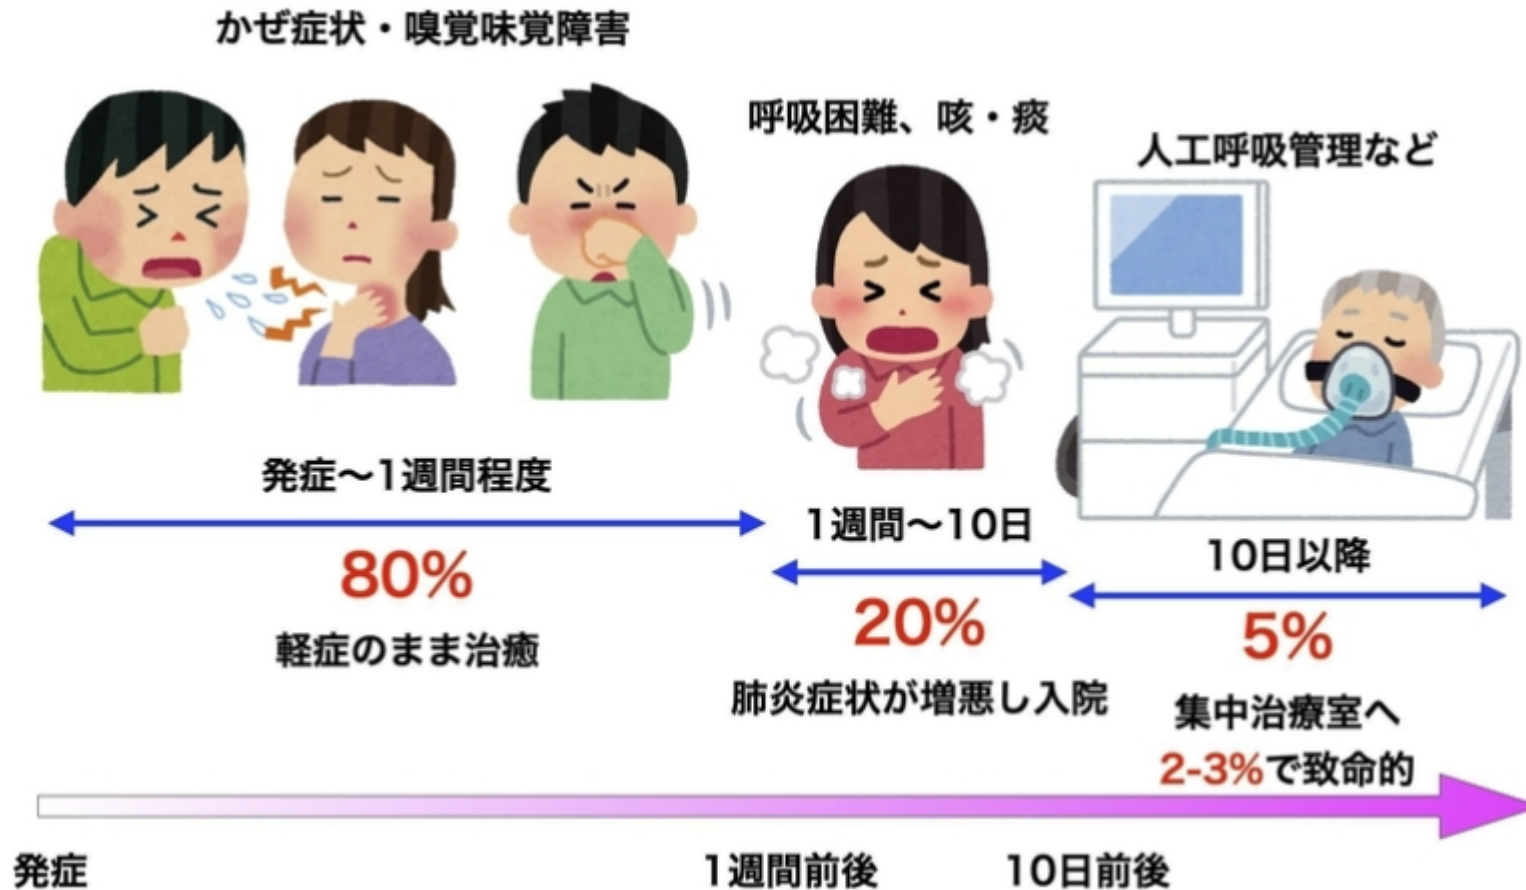 かぜ症状・嗅覚味覚障害
呼吸困難、咳・痰
人工呼吸管理など
発症〜1週間程度
80%
軽症のまま治癒
1週間〜10日
20%
肺炎症状が増悪し入院
10日以降
5%
集中治療室へ
2-3%で致命的
発症
1週間前後
10日前後